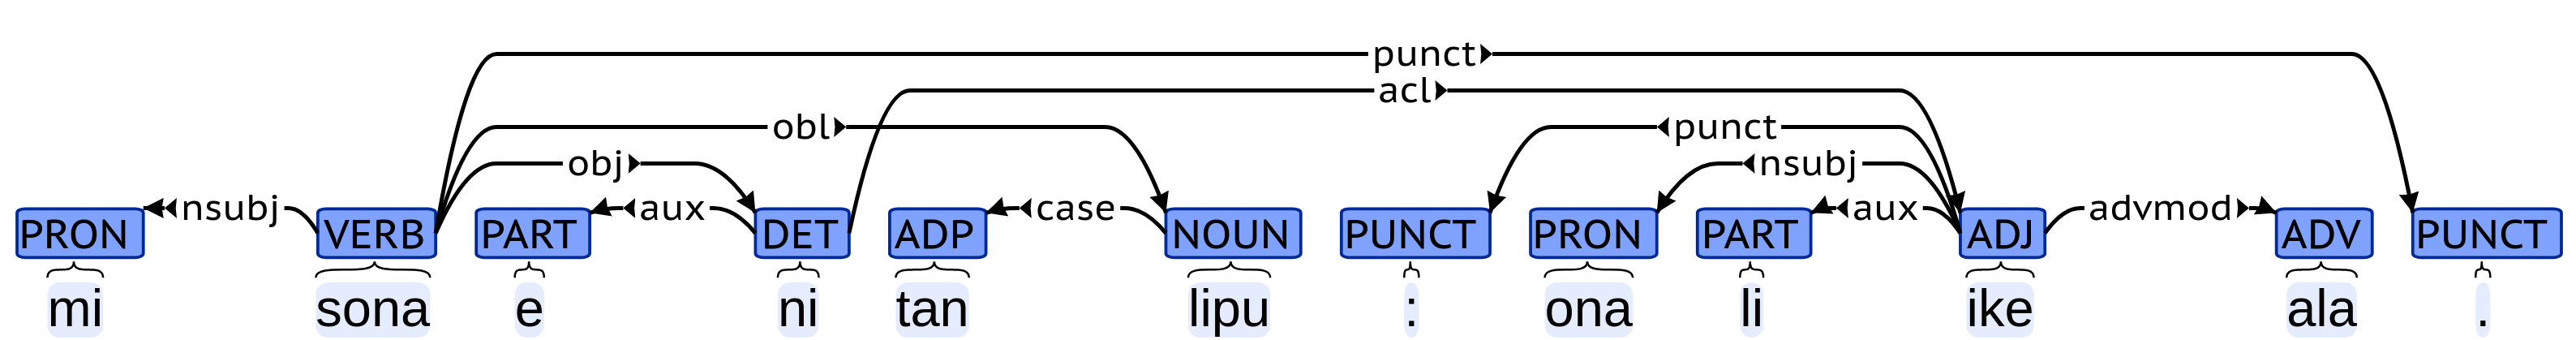 punct
acl
obl punct
obj nsubj
nsubj aux case aux advmod
PRON VERB PART DET ADP NOUN PUNCT PRON PART ADJ ADV PUNCT
mi sona e ni tan lipu : ona li ike ala .